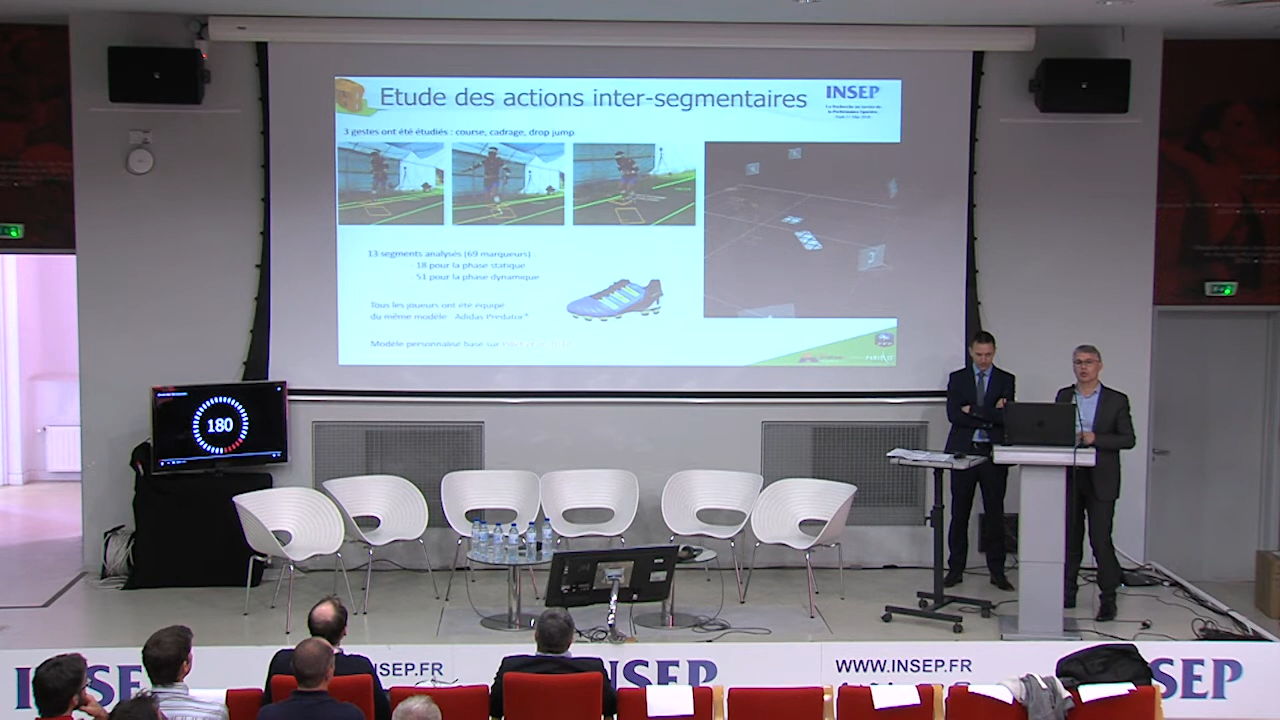 Etude des actions inter-segmentaires
INSEP
3 gestes ont été étudiés : course, cadrage, drop jump
13 segments analysés (69 marqueurs)
18 pour la phase statique
51 pour la phase dynamique
Tous les joueurs ont été équipé
du même modèle : Adidas Predator
Modèle personnalisé basé sur
180
INSEP
.FR
INSEP
WWW.INSEP.FR
INSEP